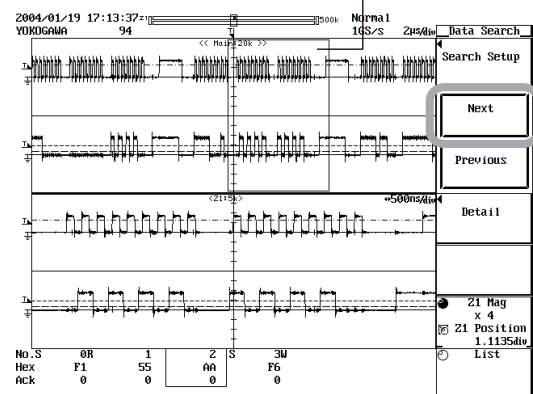 2004/01/19 17:13:37 500k Normal
YOKOGAWA 94 1GS/s 2µs/div
Data Search
<< Main:20k >>
Search Setup
Next
Previous
500ns/div
Detail
Z1 Mag
x 4
Z1 Position
1.1135div
List
No.S 0R 1 2 S 3W
Hex F1 55 AA F6
Ack 0 0 0 0